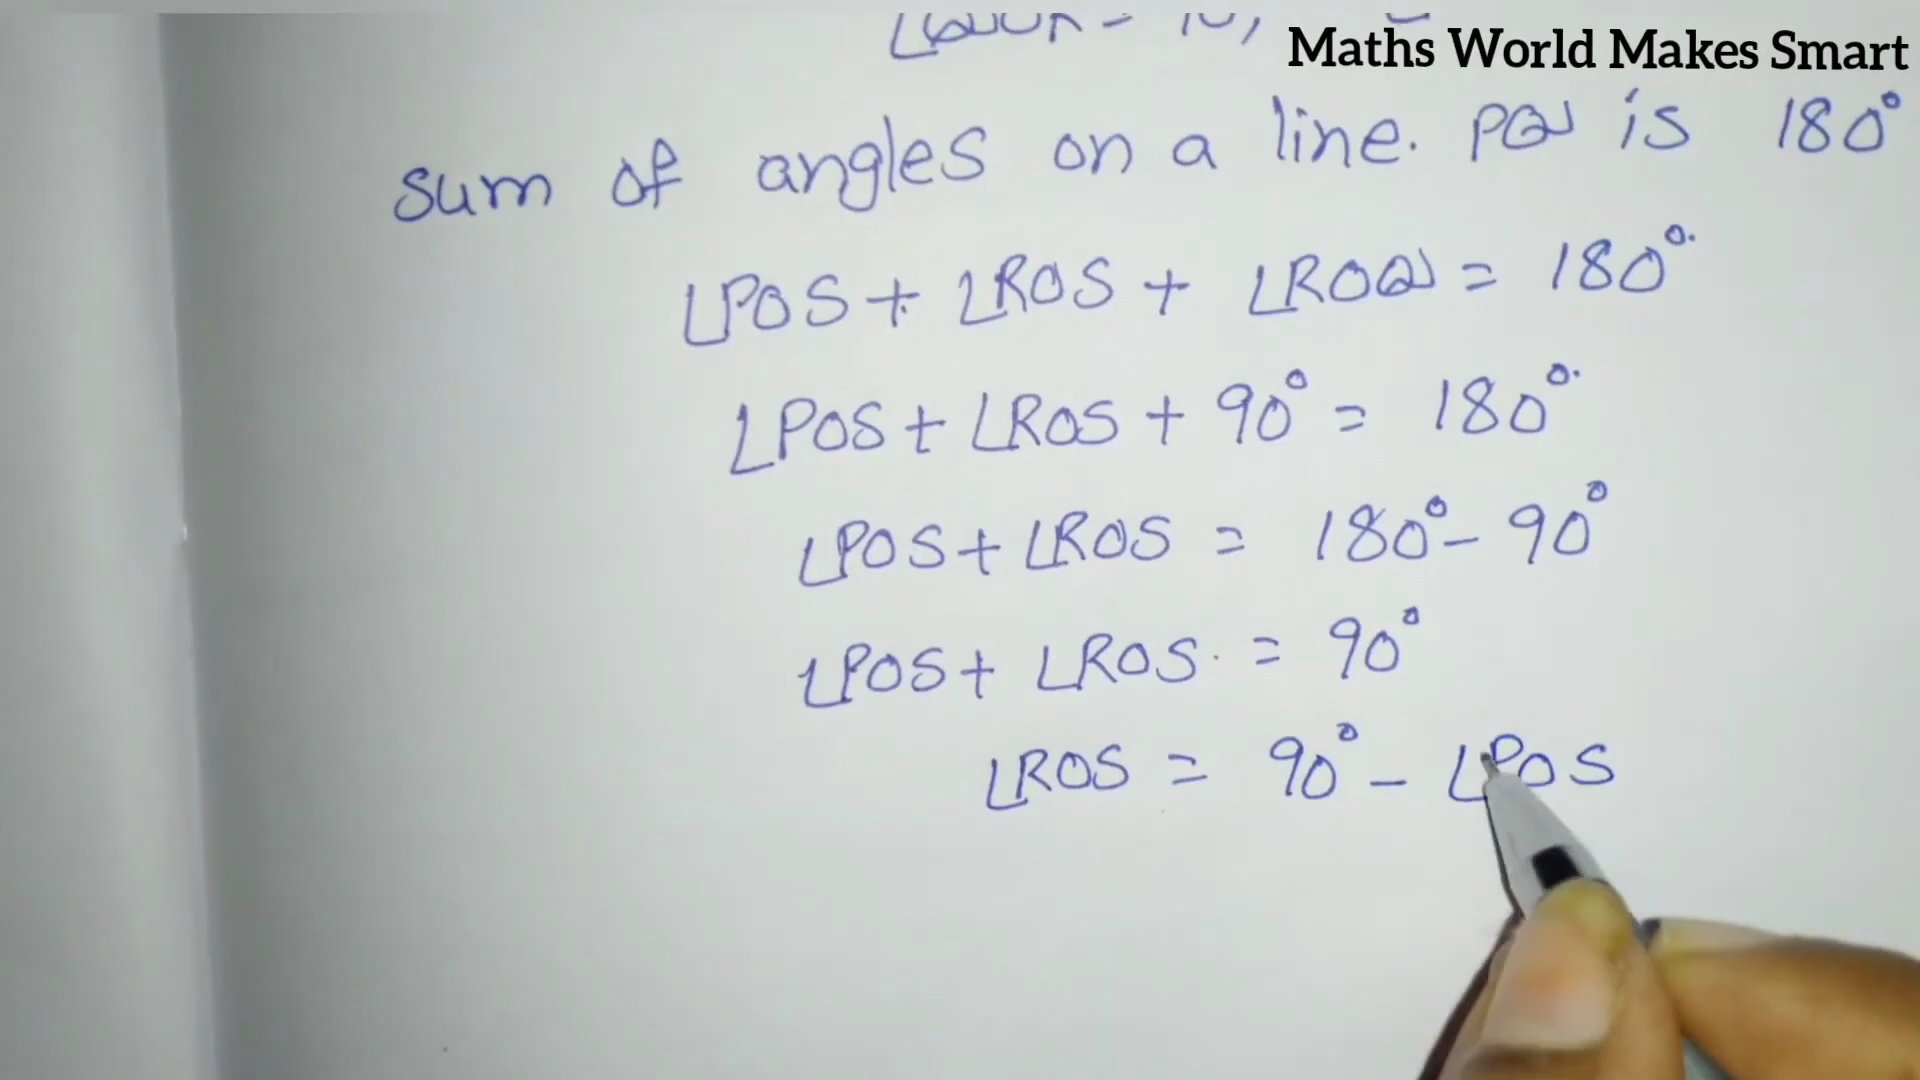 Maths World Makes Smart
sum of angles on a line. PQ is 180°
∠POS + ∠ROS + ∠ROQ = 180°.
∠POS + ∠ROS + 90° = 180°.
∠POS + ∠ROS = 180° - 90°
∠POS + ∠ROS. = 90°
∠ROS = 90° - ∠POS